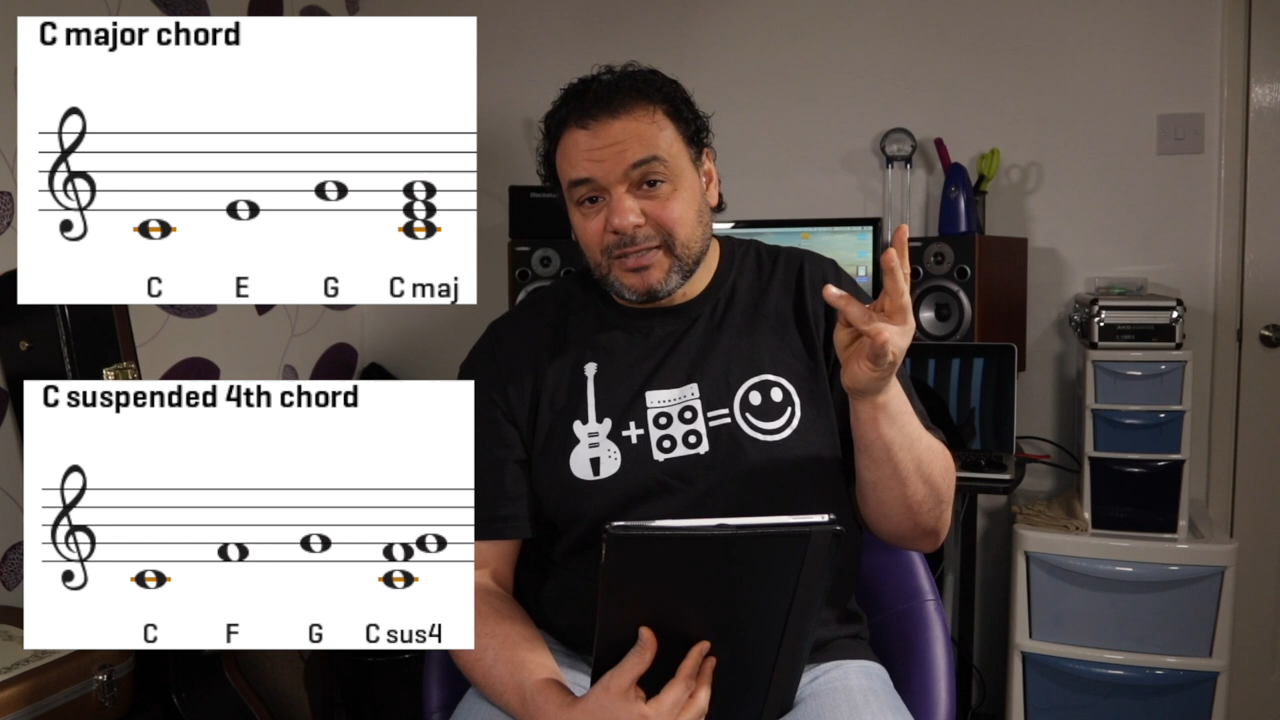 C major chord
C E G C maj
C suspended 4th chord
C F G C sus4